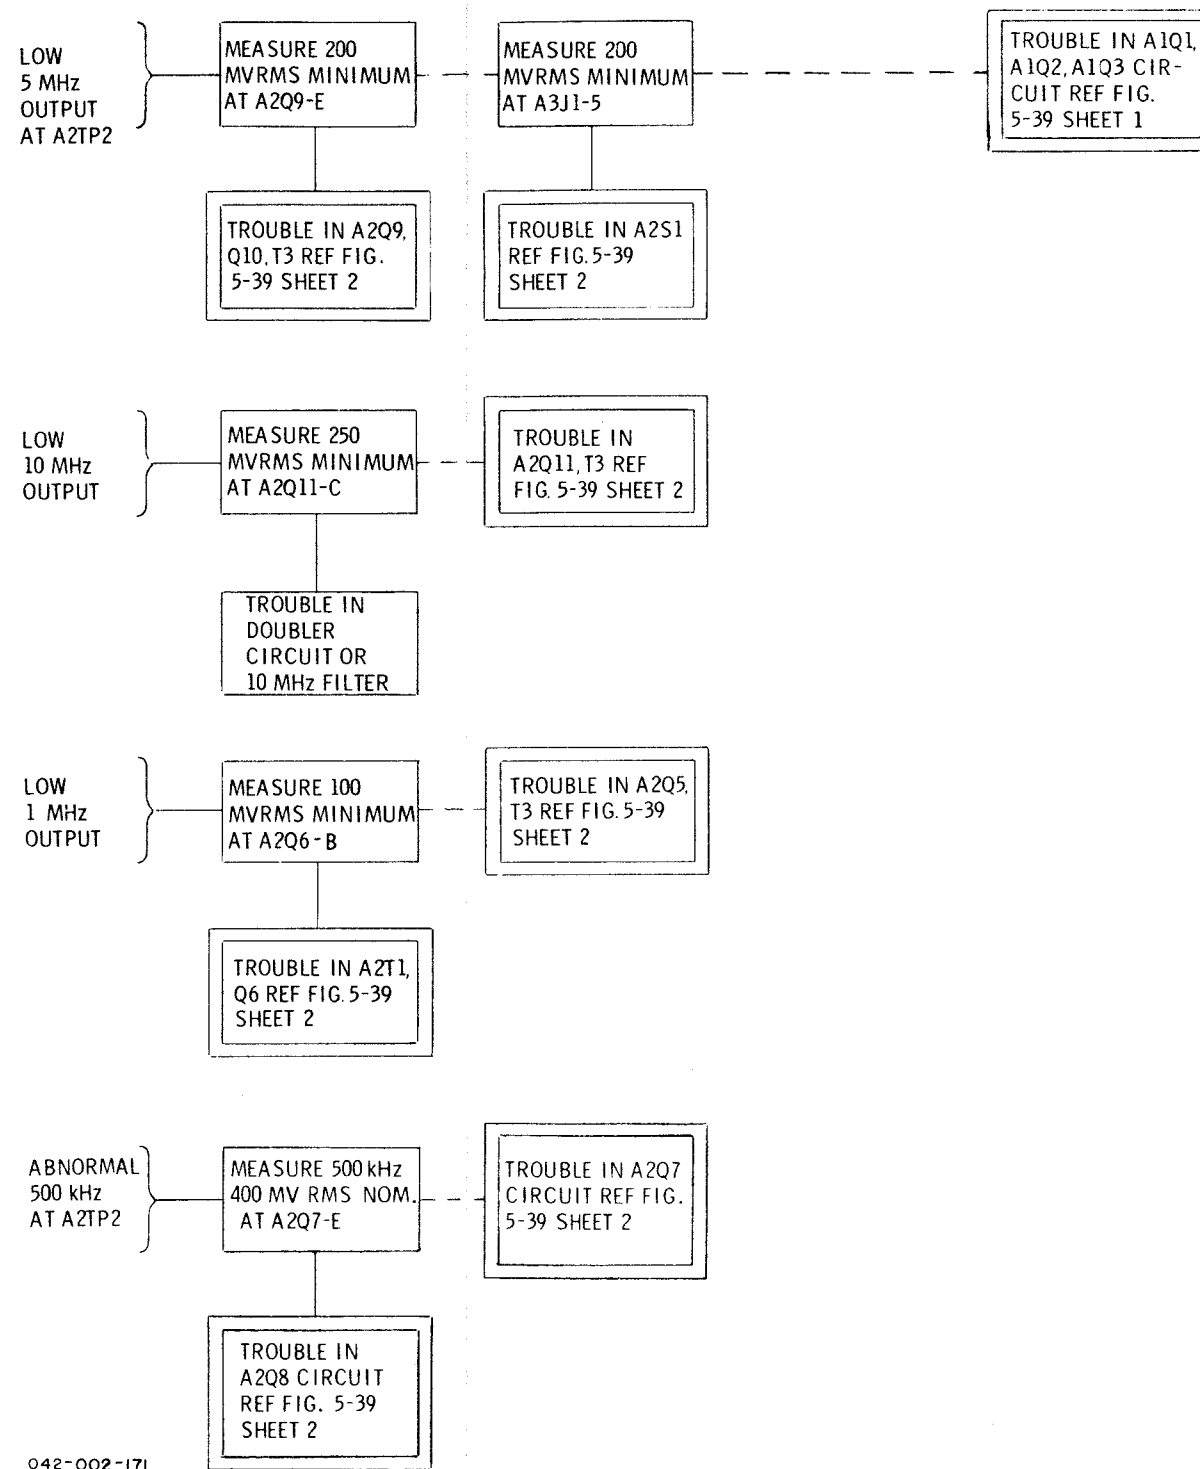 LOW
5 MHz
OUTPUT
AT A2TP2
MEASURE 200
MVRMS MINIMUM
AT A2Q9-E
MEASURE 200
MVRMS MINIMUM
AT A3J1-5
TROUBLE IN A1Q1,
A1Q2, A1Q3 CIR-
CUIT REF FIG.
5-39 SHEET 1
TROUBLE IN A2Q9,
Q10, T3 REF FIG.
5-39 SHEET 2
TROUBLE IN A2S1
REF FIG. 5-39
SHEET 2
LOW
10 MHz
OUTPUT
MEASURE 250
MVRMS MINIMUM
AT A2Q11-C
TROUBLE IN
A2Q11, T3 REF
FIG. 5-39 SHEET 2
TROUBLE IN
DOUBLER
CIRCUIT OR
10 MHz FILTER
LOW
1 MHz
OUTPUT
MEASURE 100
MVRMS MINIMUM
AT A2Q6-B
TROUBLE IN A2Q5,
T3 REF FIG. 5-39
SHEET 2
TROUBLE IN A2T1,
Q6 REF FIG. 5-39
SHEET 2
ABNORMAL
500 kHz
AT A2TP2
MEASURE 500 kHz
400 MV RMS NOM.
AT A2Q7-E
TROUBLE IN A2Q7
CIRCUIT REF FIG.
5-39 SHEET 2
TROUBLE IN
A2Q8 CIRCUIT
REF FIG. 5-39
SHEET 2
042-002-171